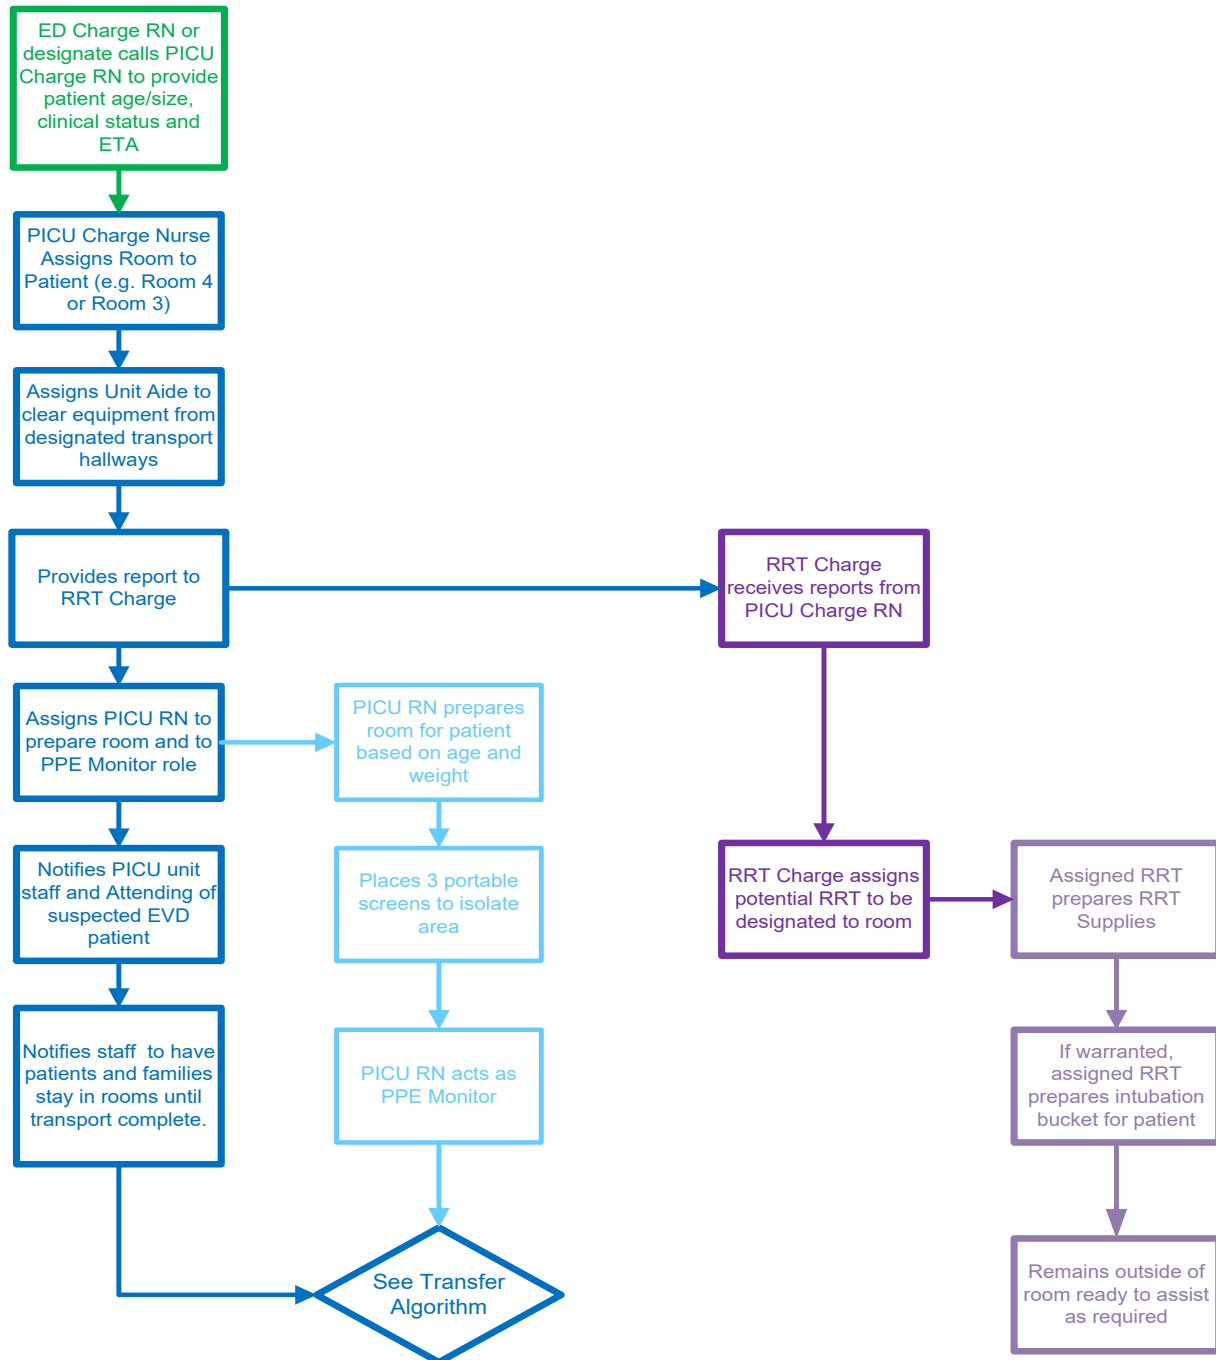 ED Charge RN or
designate calls PICU
Charge RN to provide
patient age/size,
clinical status and
ETA
PICU Charge Nurse
Assigns Room to
Patient (e.g. Room 4
or Room 3)
Assigns Unit Aide to
clear equipment from
designated transport
hallways
Provides report to
RRT Charge
RRT Charge
receives reports from
PICU Charge RN
Assigns PICU RN to
prepare room and to
PPE Monitor role
PICU RN prepares
room for patient
based on age and
weight
Notifies PICU unit
staff and Attending of
suspected EVD
patient
Places 3 portable
screens to isolate
area
RRT Charge assigns
potential RRT to be
designated to room
Assigned RRT
prepares RRT
Supplies
Notifies staff to have
patients and families
stay in rooms until
transport complete.
PICU RN acts as
PPE Monitor
If warranted,
assigned RRT
prepares intubation
bucket for patient
See Transfer
Algorithm
Remains outside of
room ready to assist
as required